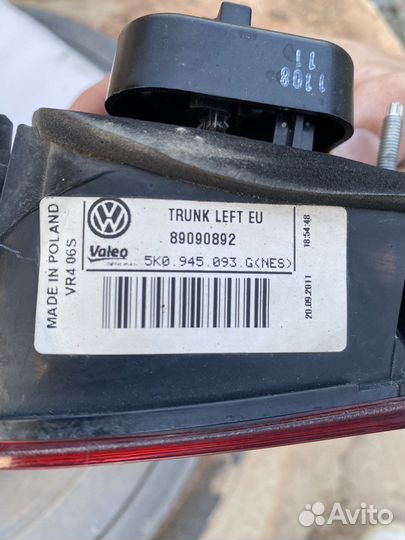 11
1108
MADE IN POLAND
VR4 06S
TRUNK LEFT EU
89090892
Valeo
5K0.945.093.G(NES)
18:54:48
20.09.2011
Avito